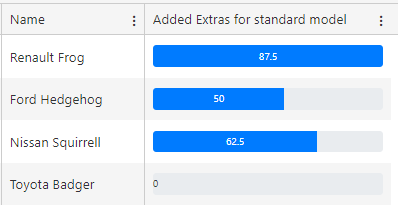 Name Added Extras for standard model
Renault Frog 87.5
Ford Hedgehog 50
Nissan Squirrell 62.5
Toyota Badger 0